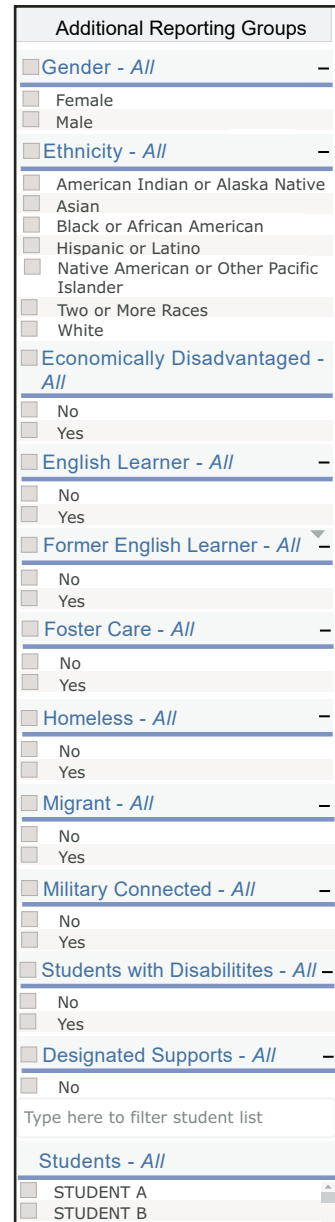 Additional Reporting Groups
Gender - All
Female
Male
Ethnicity - All
American Indian or Alaska Native
Asian
Black or African American
Hispanic or Latino
Native American or Other Pacific
Islander
Two or More Races
White
Economically Disadvantaged -
All
No
Yes
English Learner - All
No
Yes
Former English Learner - All
No
Yes
Foster Care - All
No
Yes
Homeless - All
No
Yes
Migrant - All
No
Yes
Military Connected - All
No
Yes
Students with Disabilitites - All
No
Yes
Designated Supports - All
No
Type here to filter student list
Students - All
STUDENT A
STUDENT B